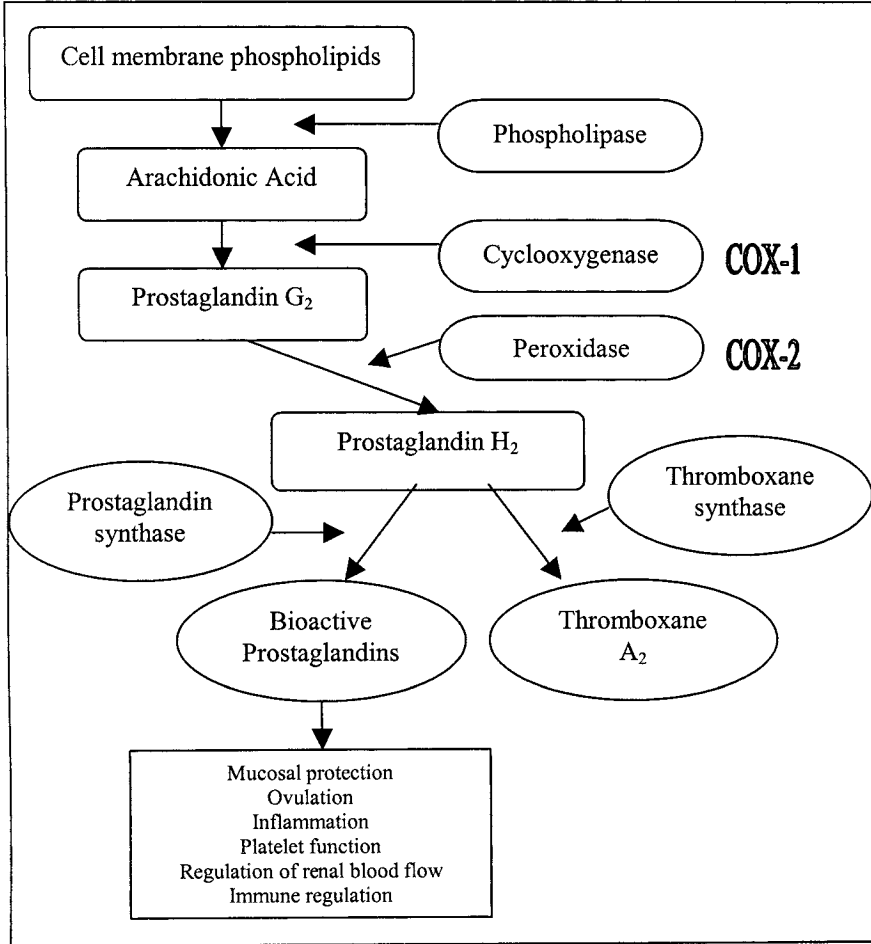 Cell membrane phospholipids
Phospholipase
Arachidonic Acid
Cyclooxygenase COX-1
Prostaglandin G₂
Peroxidase COX-2
Prostaglandin H₂
Prostaglandin
synthase
Thromboxane
synthase
Bioactive
Prostaglandins
Thromboxane
A₂
Mucosal protection
Ovulation
Inflammation
Platelet function
Regulation of renal blood flow
Immune regulation